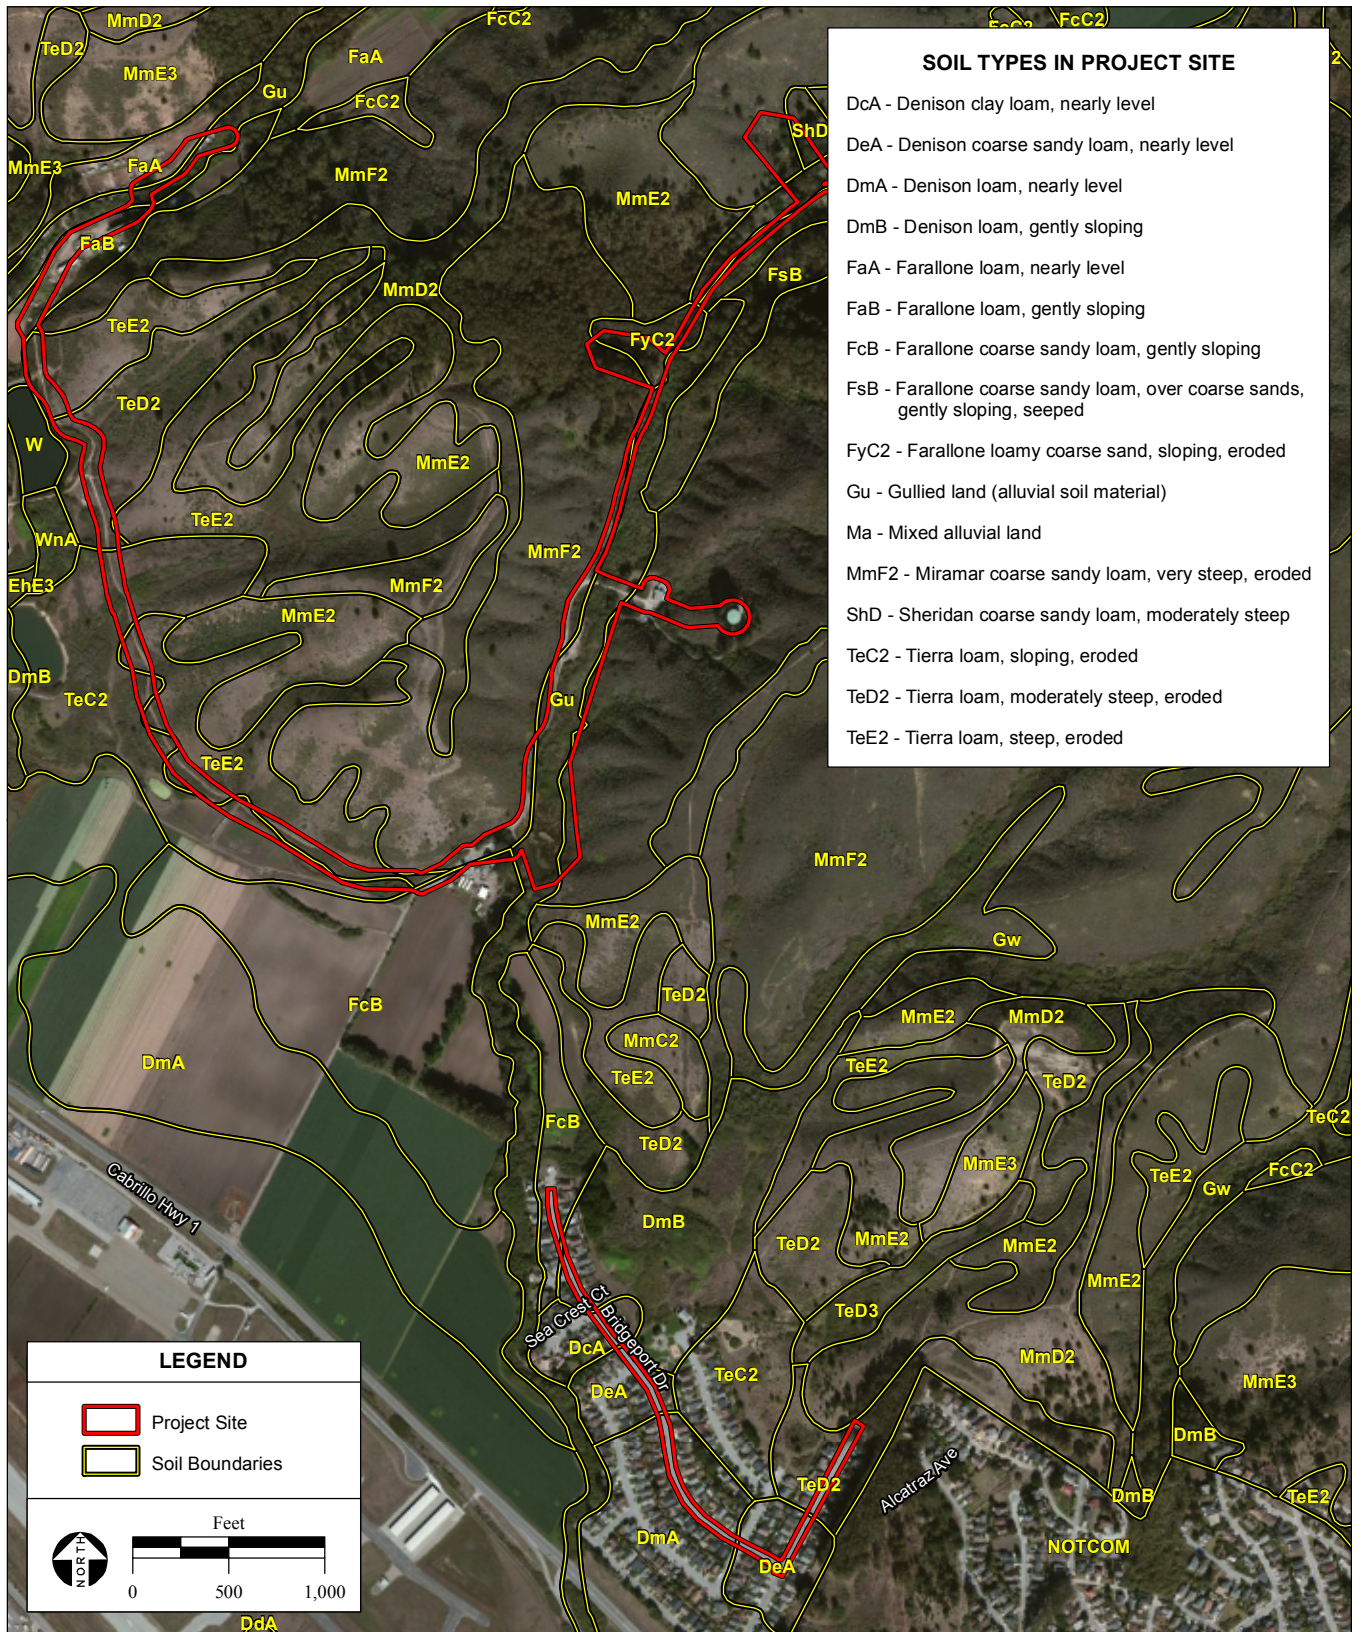 MmD2
FcC2
FcC2
FcC2
TeD2
MmE3
FaA
Gu
FcC2
2
SOIL TYPES IN PROJECT SITE
DcA - Denison clay loam, nearly level
DeA - Denison coarse sandy loam, nearly level
DmA - Denison loam, nearly level
DmB - Denison loam, gently sloping
FaA - Farallone loam, nearly level
FaB - Farallone loam, gently sloping
FcB - Farallone coarse sandy loam, gently sloping
FsB - Farallone coarse sandy loam, over coarse sands,
gently sloping, seeped
FyC2 - Farallone loamy coarse sand, sloping, eroded
Gu - Gullied land (alluvial soil material)
Ma - Mixed alluvial land
MmF2 - Miramar coarse sandy loam, very steep, eroded
ShD - Sheridan coarse sandy loam, moderately steep
TeC2 - Tierra loam, sloping, eroded
TeD2 - Tierra loam, moderately steep, eroded
TeE2 - Tierra loam, steep, eroded
ShD
MmE3
FaA
MmF2
MmE2
FaB
FsB
MmD2
TeE2
FyC2
TeD2
W
MmE2
TeE2
WnA
MmF2
EhE3
MmF2
MmE2
DmB
TeC2
Gu
TeE2
MmF2
MmE2
Gw
TeD2
FcB
MmE2
MmD2
MmC2
DmA
TeE2
TeE2
TeD2
FcB
TeD2
TeC2
MmE3
TeE2
FcC2
Gw
Cabrillo Hwy 1
DmB
TeD2
MmE2
MmE2
MmE2
TeD3
Sea Crest Ct
Bridgeport Dr
DcA
TeC2
MmD2
MmE3
DeA
DmB
TeD2
Alcatraz Ave
DmB
TeE2
DmA
DeA
NOTCOM
LEGEND
Project Site
Soil Boundaries
Feet
NORTH
0 500 1,000
DdA